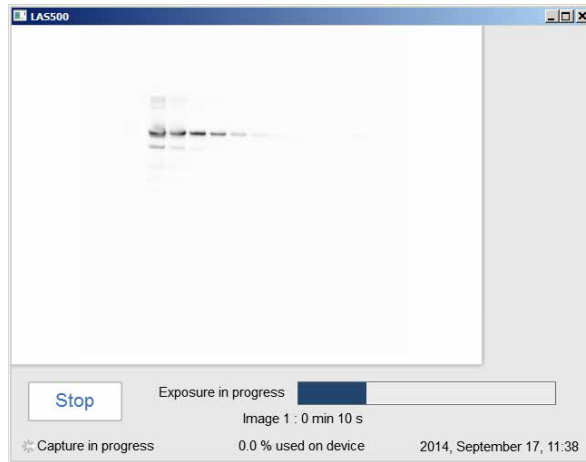 LAS500
Stop
Exposure in progress
Image 1 : 0 min 10 s
Capture in progress
0.0 % used on device
2014, September 17, 11:38